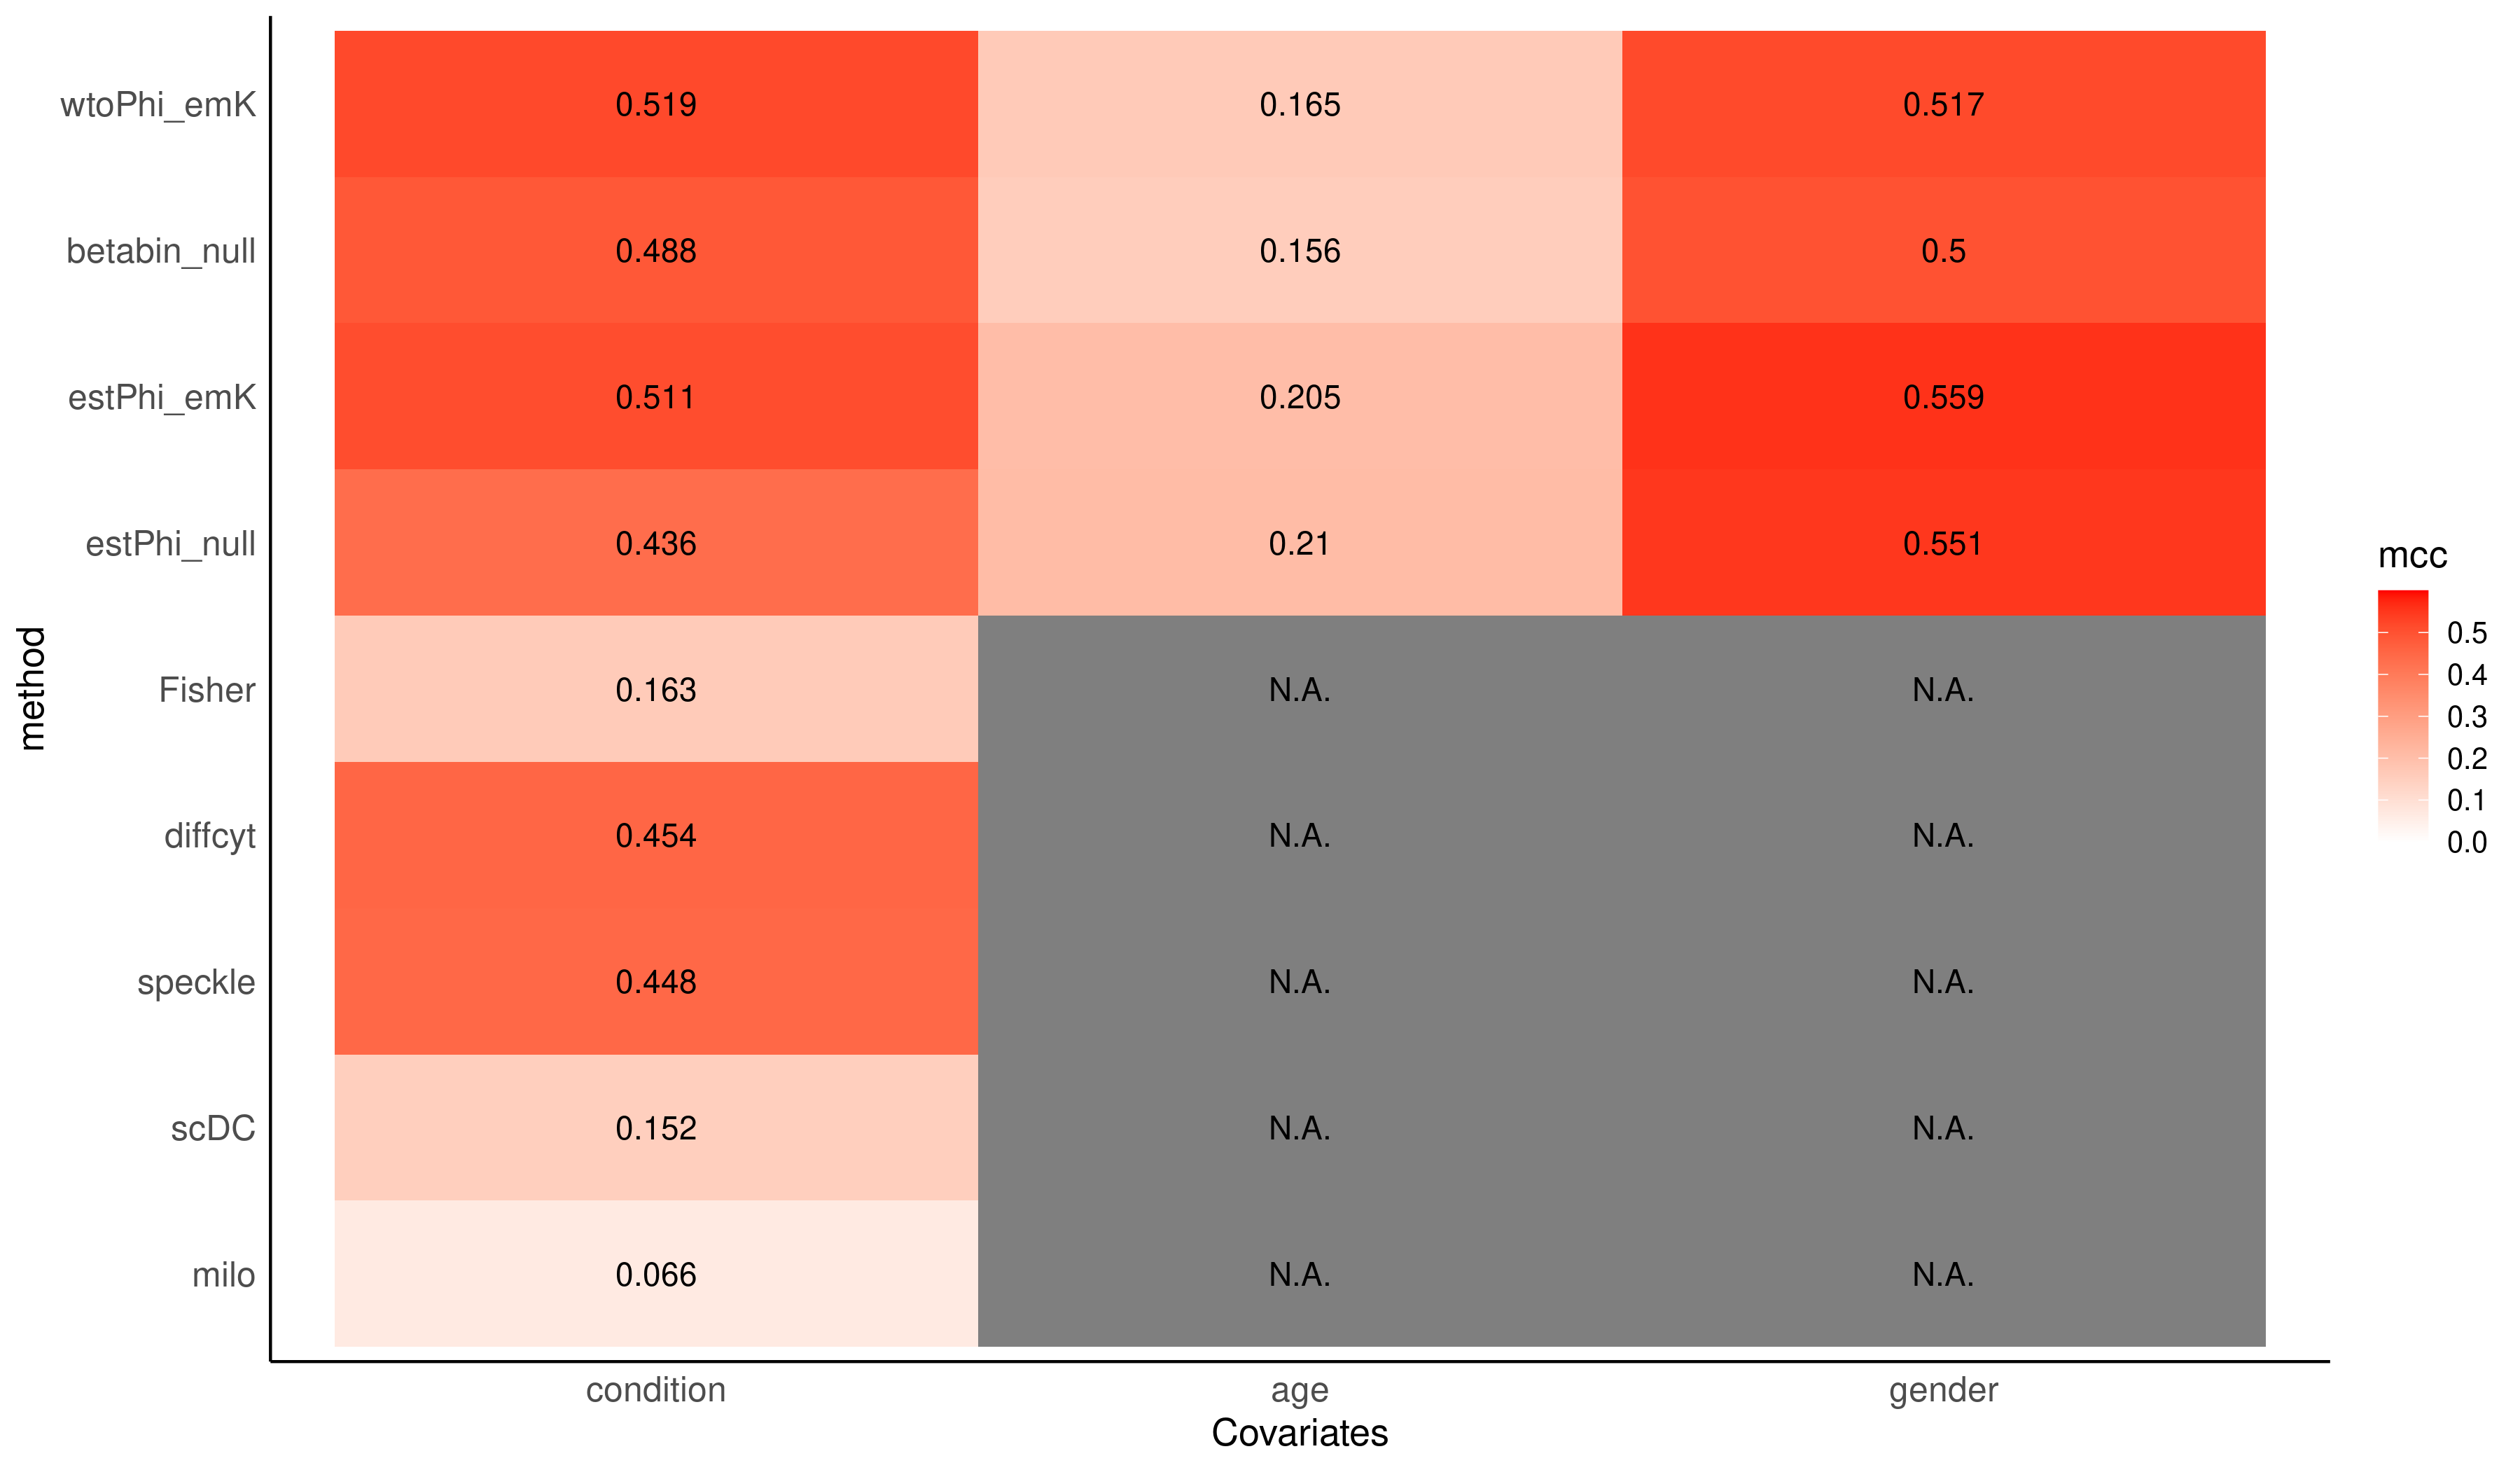 wtoPhi_emK 0.519 0.165 0.517
betabin_null 0.488 0.156 0.5
estPhi_emK 0.511 0.205 0.559
estPhi_null 0.436 0.21 0.551
Fisher 0.163 N.A. N.A.
diffcyt 0.454 N.A. N.A.
speckle 0.448 N.A. N.A.
scDC 0.152 N.A. N.A.
milo 0.066 N.A. N.A.
method
condition age gender
Covariates
mcc
0.5
0.4
0.3
0.2
0.1
0.0